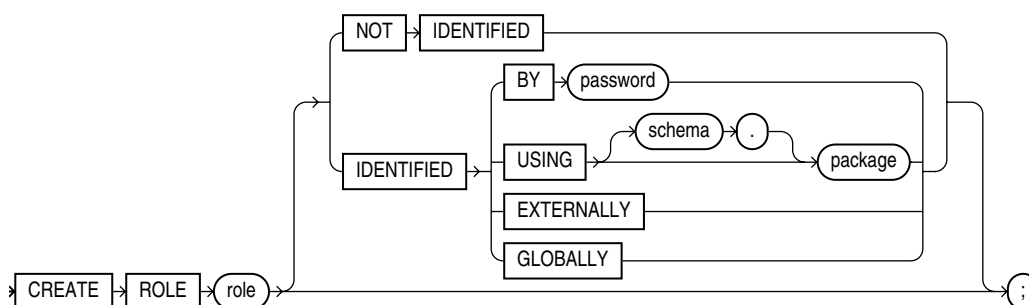 NOT IDENTIFIED
BY password
schema .
IDENTIFIED USING package
EXTERNALLY
GLOBALLY
CREATE ROLE role ;